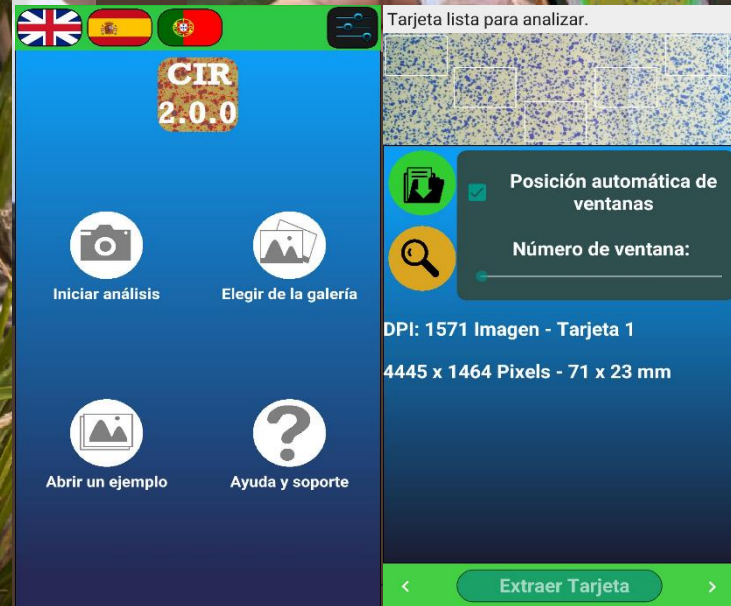 CIR
2.0.0
Iniciar análisis
Elegir de la galería
Abrir un ejemplo
Ayuda y soporte
Tarjeta lista para analizar.
Posición automática de
ventanas
Número de ventana:
DPI: 1571 Imagen - Tarjeta 1
4445 x 1464 Pixels - 71 x 23 mm
< Extraer Tarjeta >